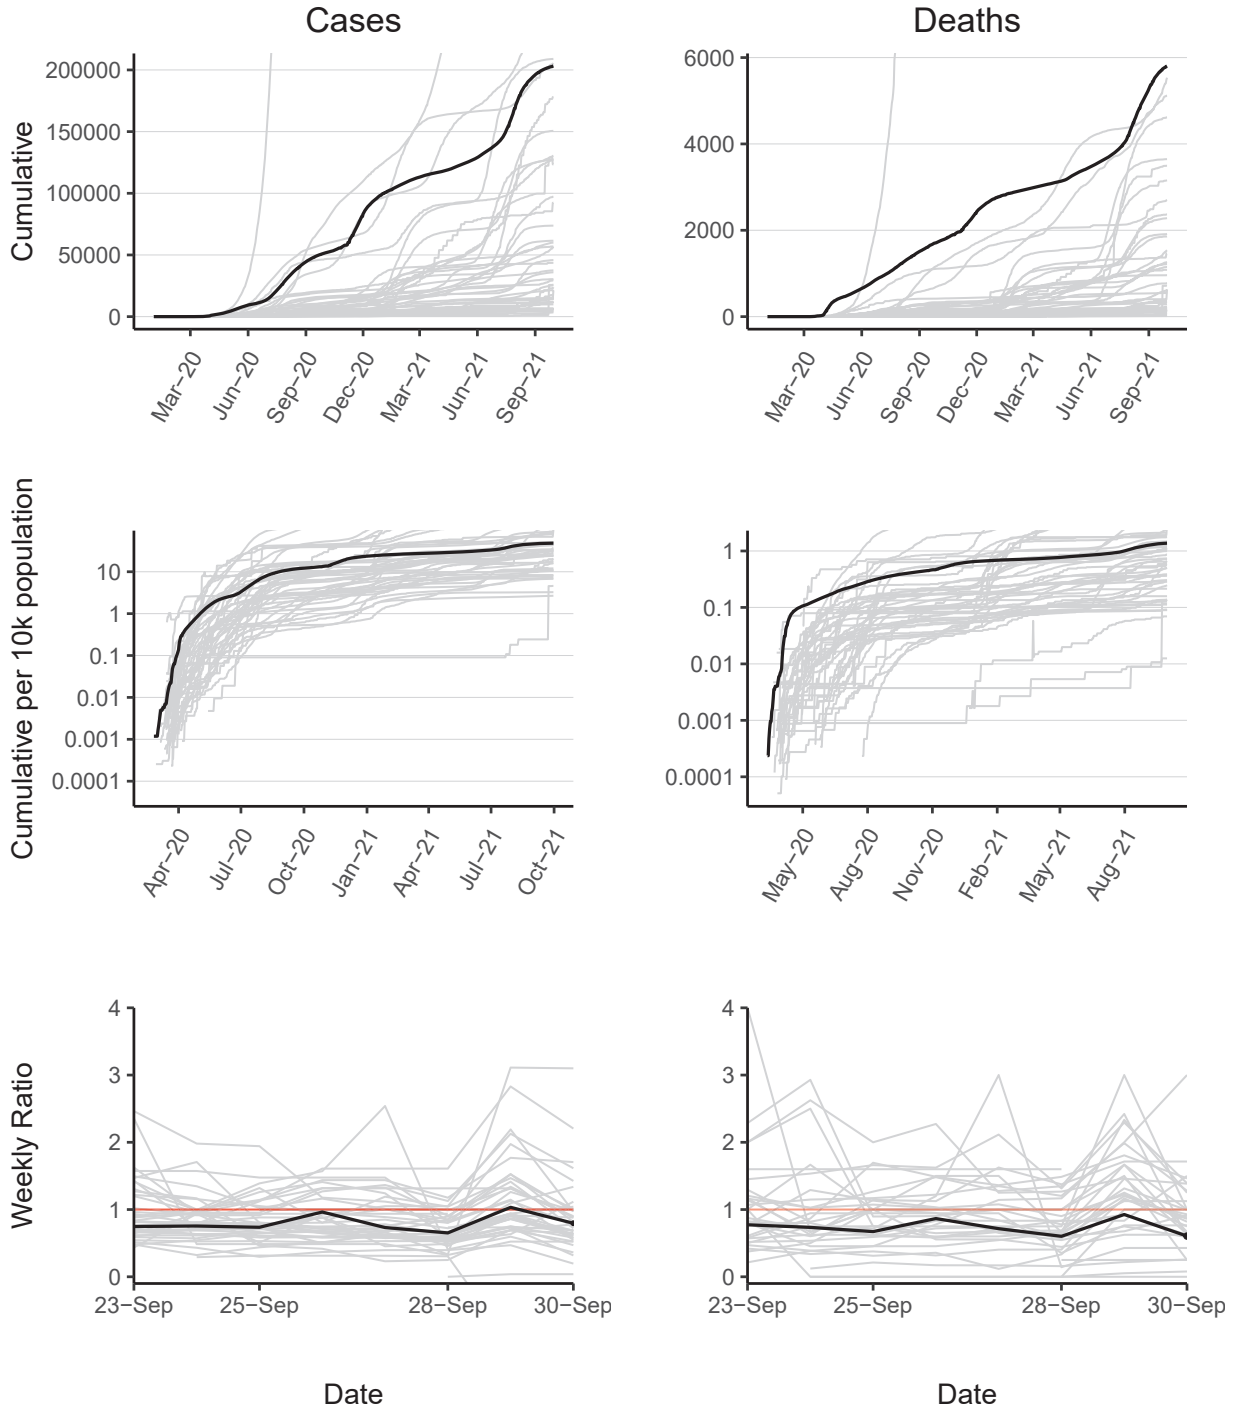 Cases
Deaths
Cumulative
200000
150000
100000
50000
0
Mar−20
Jun−20
Sep−20
Dec−20
Mar−21
Jun−21
Sep−21
6000
4000
2000
0
Mar−20
Jun−20
Sep−20
Dec−20
Mar−21
Jun−21
Sep−21
Cumulative per 10k population
10
1
0.1
0.01
0.001
0.0001
Apr−20
Jul−20
Oct−20
Jan−21
Apr−21
Jul−21
Oct−21
1
0.1
0.01
0.001
0.0001
May−20
Aug−20
Nov−20
Feb−21
May−21
Aug−21
Weekly Ratio
4
3
2
1
0
23−Sep
25−Sep
28−Sep
30−Sep
4
3
2
1
0
23−Sep
25−Sep
28−Sep
30−Sep
Date
Date